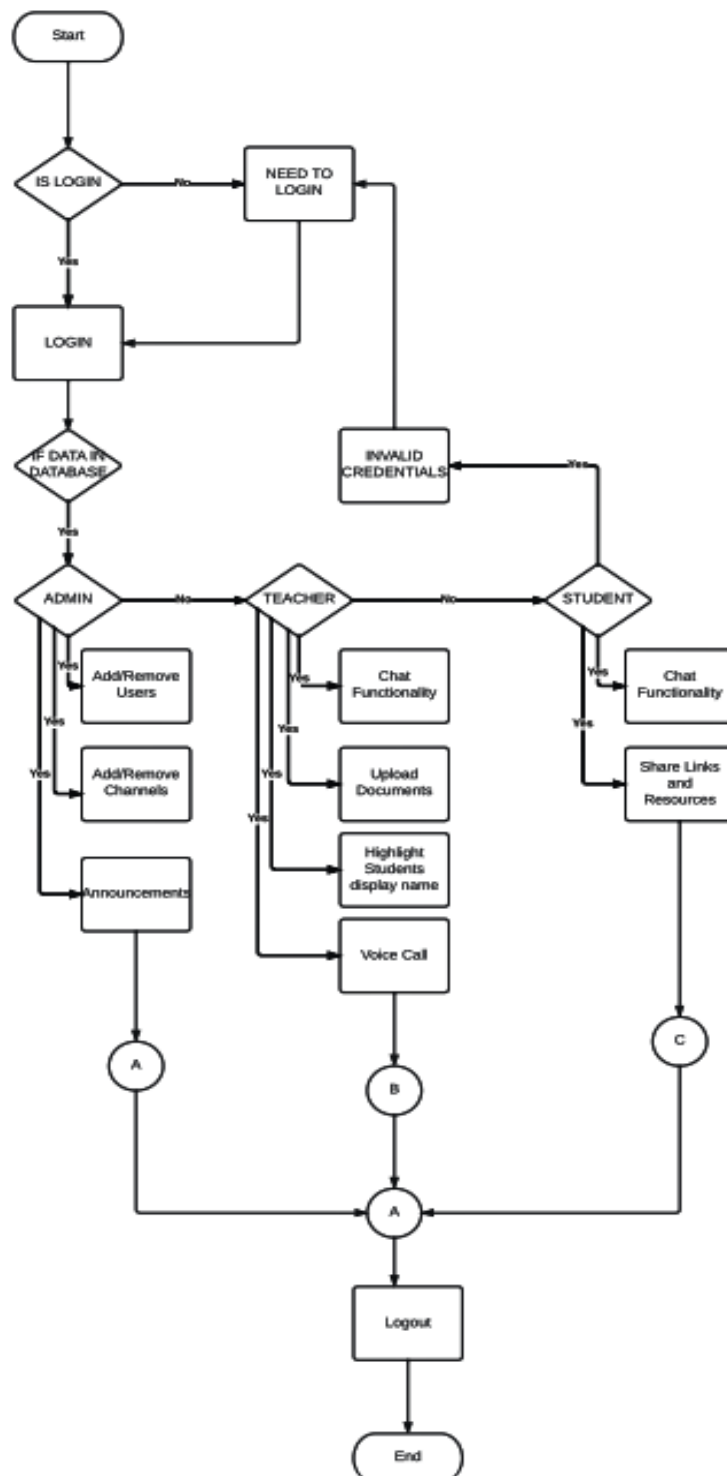 Start
IS LOGIN
No
NEED TO
LOGIN
Yes
LOGIN
IF DATA IN
DATABASE
INVALID
CREDENTIALS
Yes
Yes
ADMIN
No
TEACHER
No
STUDENT
Yes
Add/Remove
Users
Yes
Chat
Functionality
Yes
Chat
Functionality
Yes
Add/Remove
Channels
Yes
Upload
Documents
Yes
Share Links
and
Resources
Yes
Yes
Highlight
Students
display name
Yes
Announcements
Voice Call
A
B
C
A
Logout
End